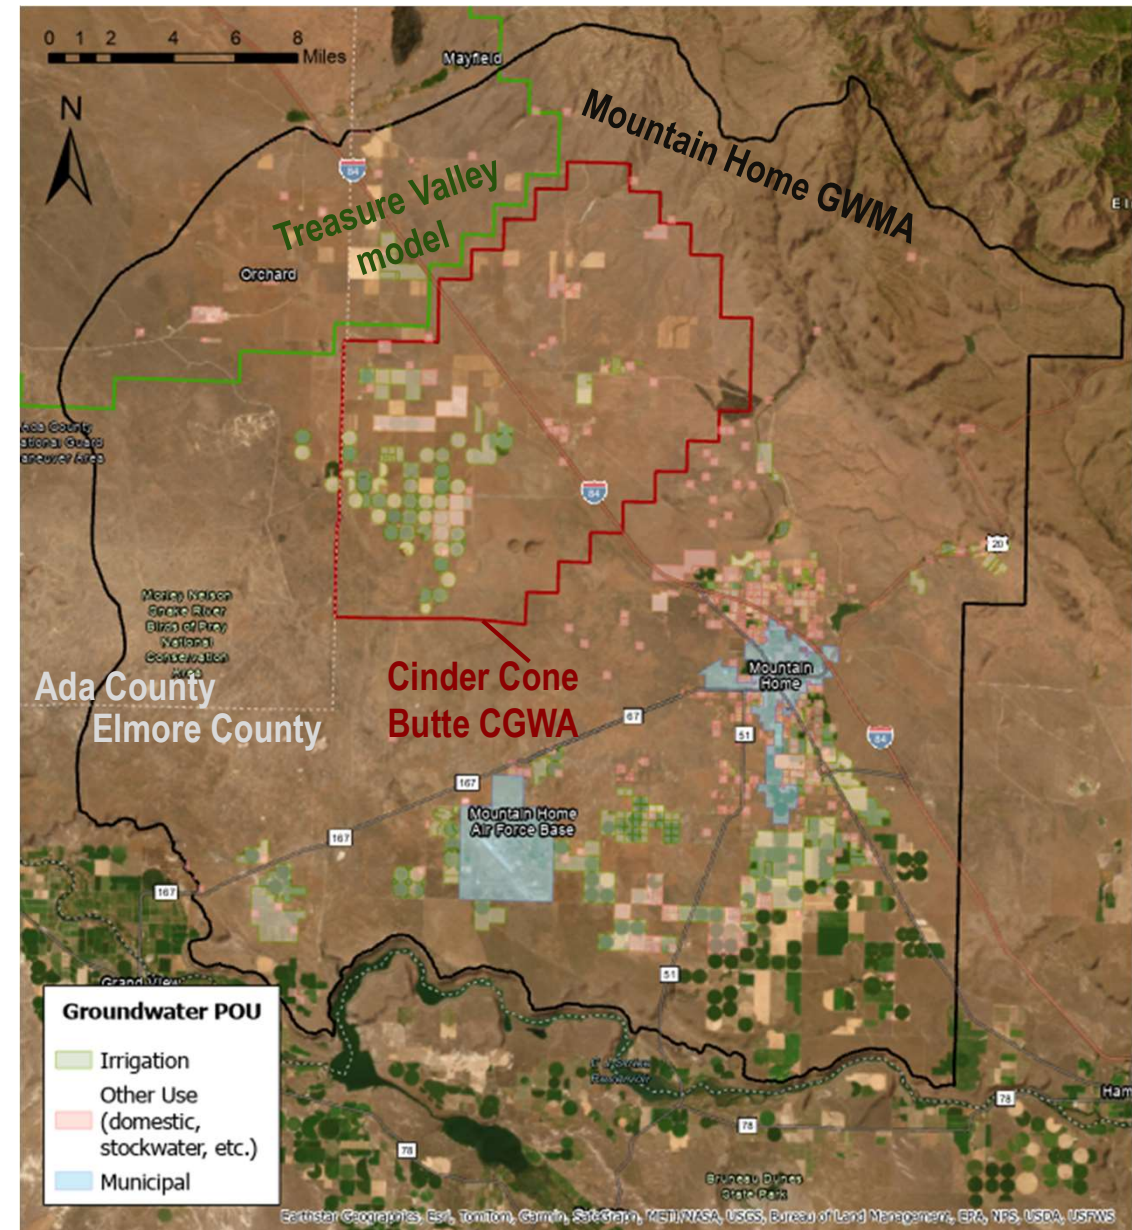 0 1 2 4 6 8
Miles
N
Mayfield
Mountain Home GWMA
84
Treasure Valley
model
Orchard
Ada County
National Guard
Maneuver Area
84
20
Morley Nelson
Snake River
Birds of Prey
National
Conservation
Area
Ada County
Elmore County
Cinder Cone
Butte CGWA
Mountain
Home
67
51
84
167
Mountain Home
Air Force Base
167
167
51
Grand View
Groundwater POU
Irrigation
Other Use
(domestic,
stockwater, etc.)
Municipal
Reservoir
78
78
78
Ham
Bruneau Dunes
State Park
Earthstar Geographics, Esri, TomTom, Garmin, SafeGraph, METI/NASA, USGS, Bureau of Land Management, EPA, NPS, USDA, USFWS